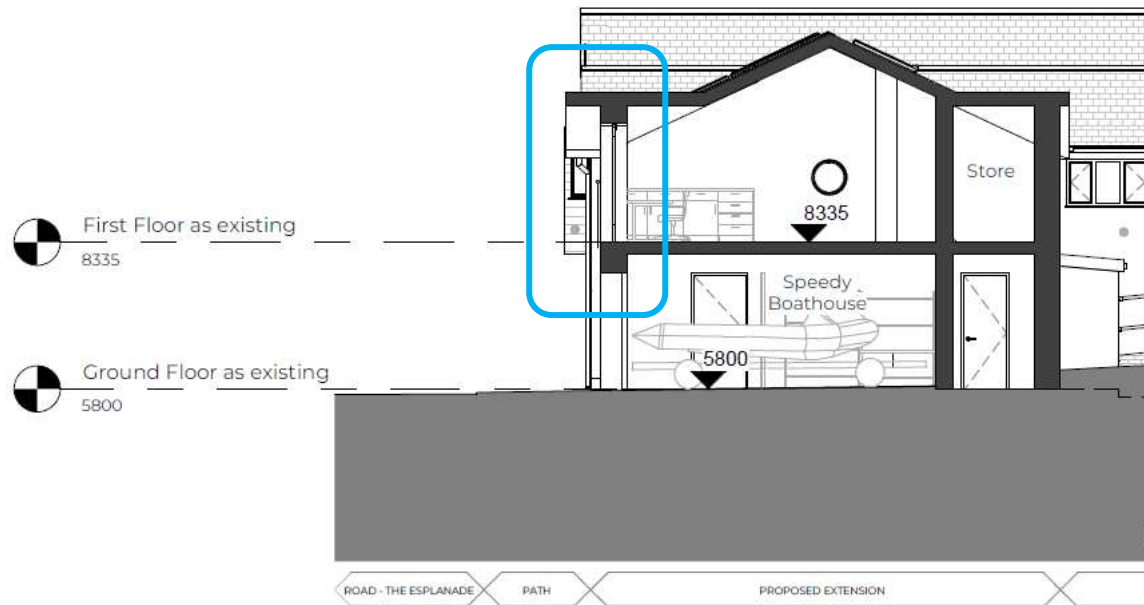 First Floor as existing
8335
8335
Store
Speedy
Boathouse
5800
Ground Floor as existing
5800
ROAD - THE ESPLANADE
PATH
PROPOSED EXTENSION